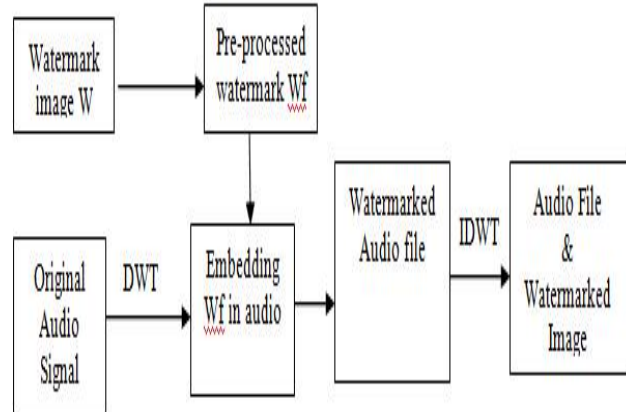 Watermark
image W
Pre-processed
watermark Wf
Original
Audio
Signal
DWT
Embedding
Wf in audio
Watermarked
Audio file
IDWT
Audio File
&
Watermarked
Image